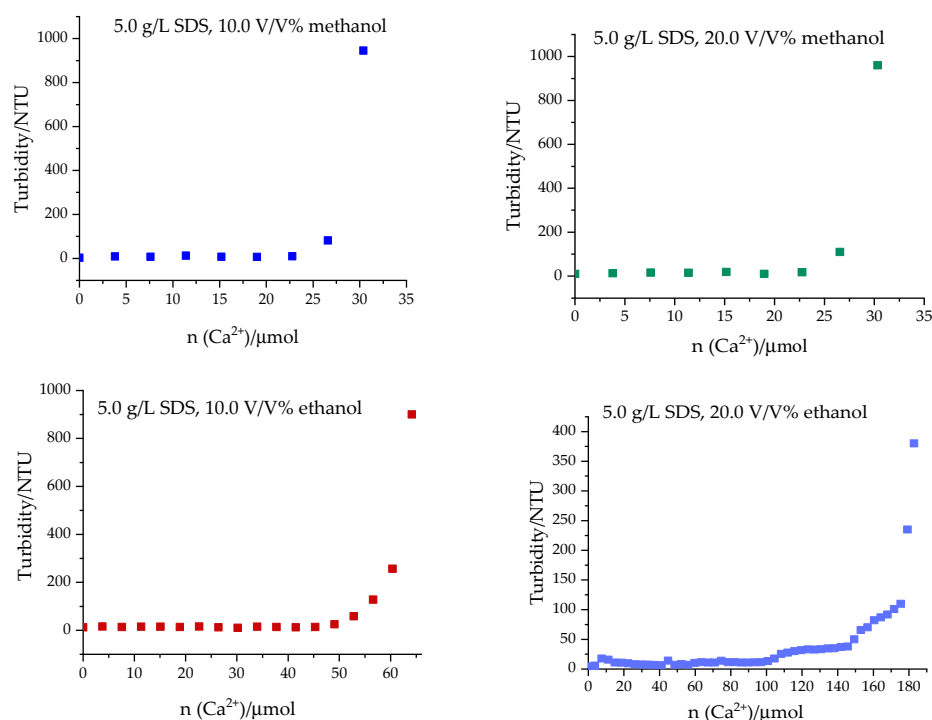 5.0 g/L SDS, 10.0 V/V% methanol
1000
800
600
400
200
0
Turbidity/NTU
0 5 10 15 20 25 30 35
n (Ca²⁺)/μmol
5.0 g/L SDS, 20.0 V/V% methanol
1000
800
600
400
200
0
Turbidity/NTU
0 5 10 15 20 25 30 35
n (Ca²⁺)/μmol
5.0 g/L SDS, 10.0 V/V% ethanol
1000
800
600
400
200
0
Turbidity/NTU
0 10 20 30 40 50 60
n (Ca²⁺)/μmol
5.0 g/L SDS, 20.0 V/V% ethanol
400
350
300
250
200
150
100
50
0
Turbidity/NTU
0 20 40 60 80 100 120 140 160 180
n (Ca²⁺)/μmol